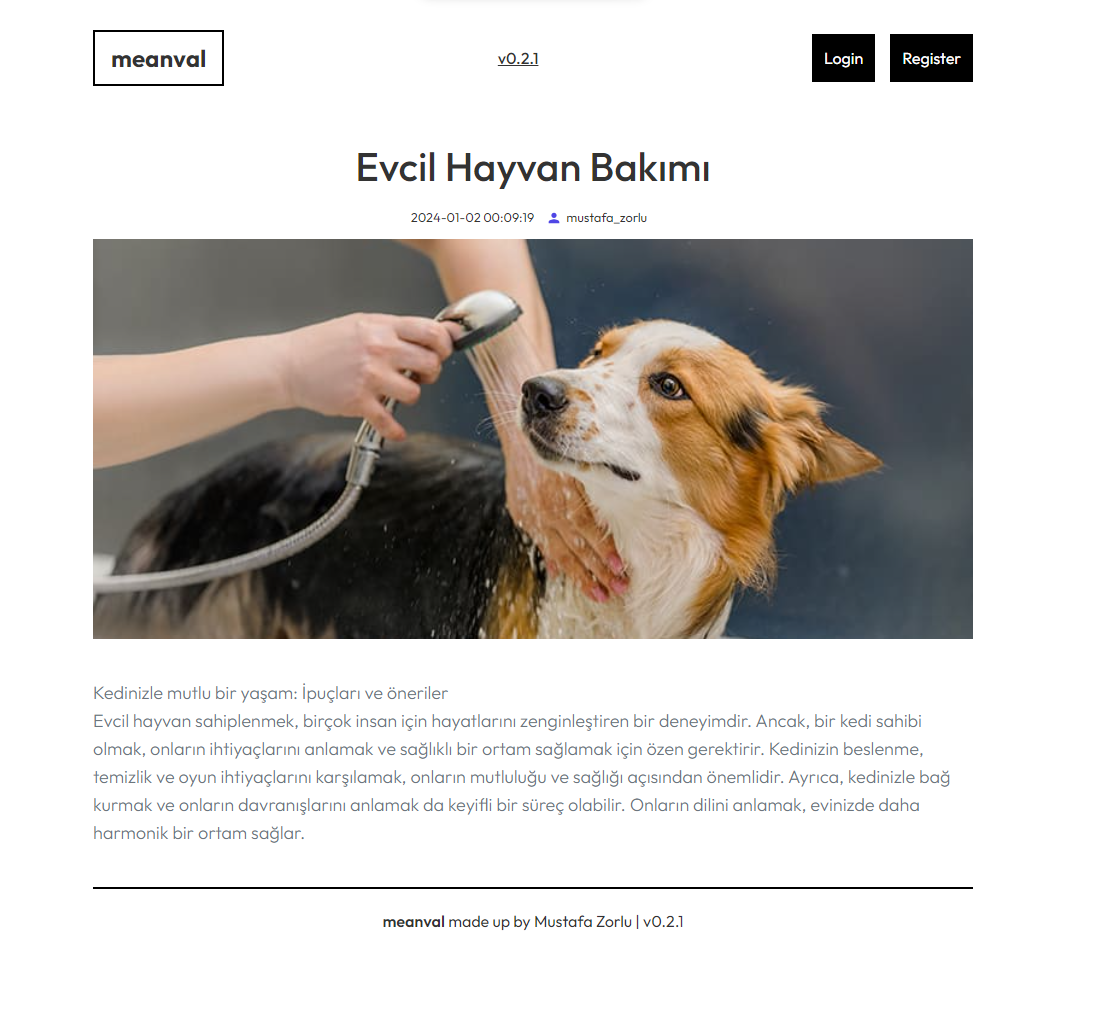 meanval
v0.2.1
Login
Register
Evcil Hayvan Bakımı
2024-01-02 00:09:19 mustafa_zorlu
Kedinizle mutlu bir yaşam: İpuçları ve öneriler
Evcil hayvan sahiplenmek, birçok insan için hayatlarını zenginleştiren bir deneyimdir. Ancak, bir kedi sahibi
olmak, onların ihtiyaçlarını anlamak ve sağlıklı bir ortam sağlamak için özen gerektirir. Kedinizin beslenme,
temizlik ve oyun ihtiyaçlarını karşılamak, onların mutluluğu ve sağlığı açısından önemlidir. Ayrıca, kedinizle bağ
kurmak ve onların davranışlarını anlamak da keyifli bir süreç olabilir. Onların dilini anlamak, evinizde daha
harmonik bir ortam sağlar.
meanval made up by Mustafa Zorlu | v0.2.1